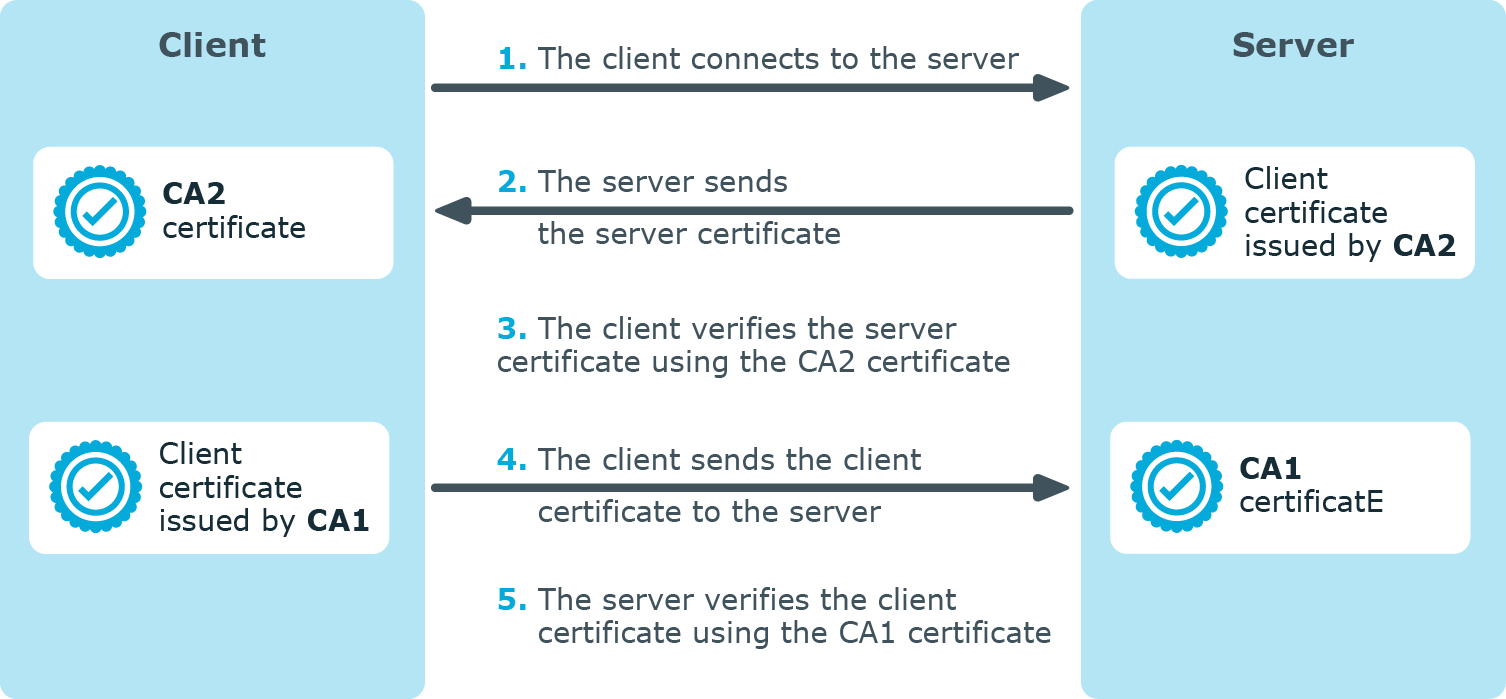 Client
CA2
certificate
Client
certificate
issued by CA1
1. The client connects to the server
2. The server sends
the server certificate
3. The client verifies the server
certificate using the CA2 certificate
4. The client sends the client
certificate to the server
5. The server verifies the client
certificate using the CA1 certificate
Server
Client
certificate
issued by CA2
CA1
certificatE